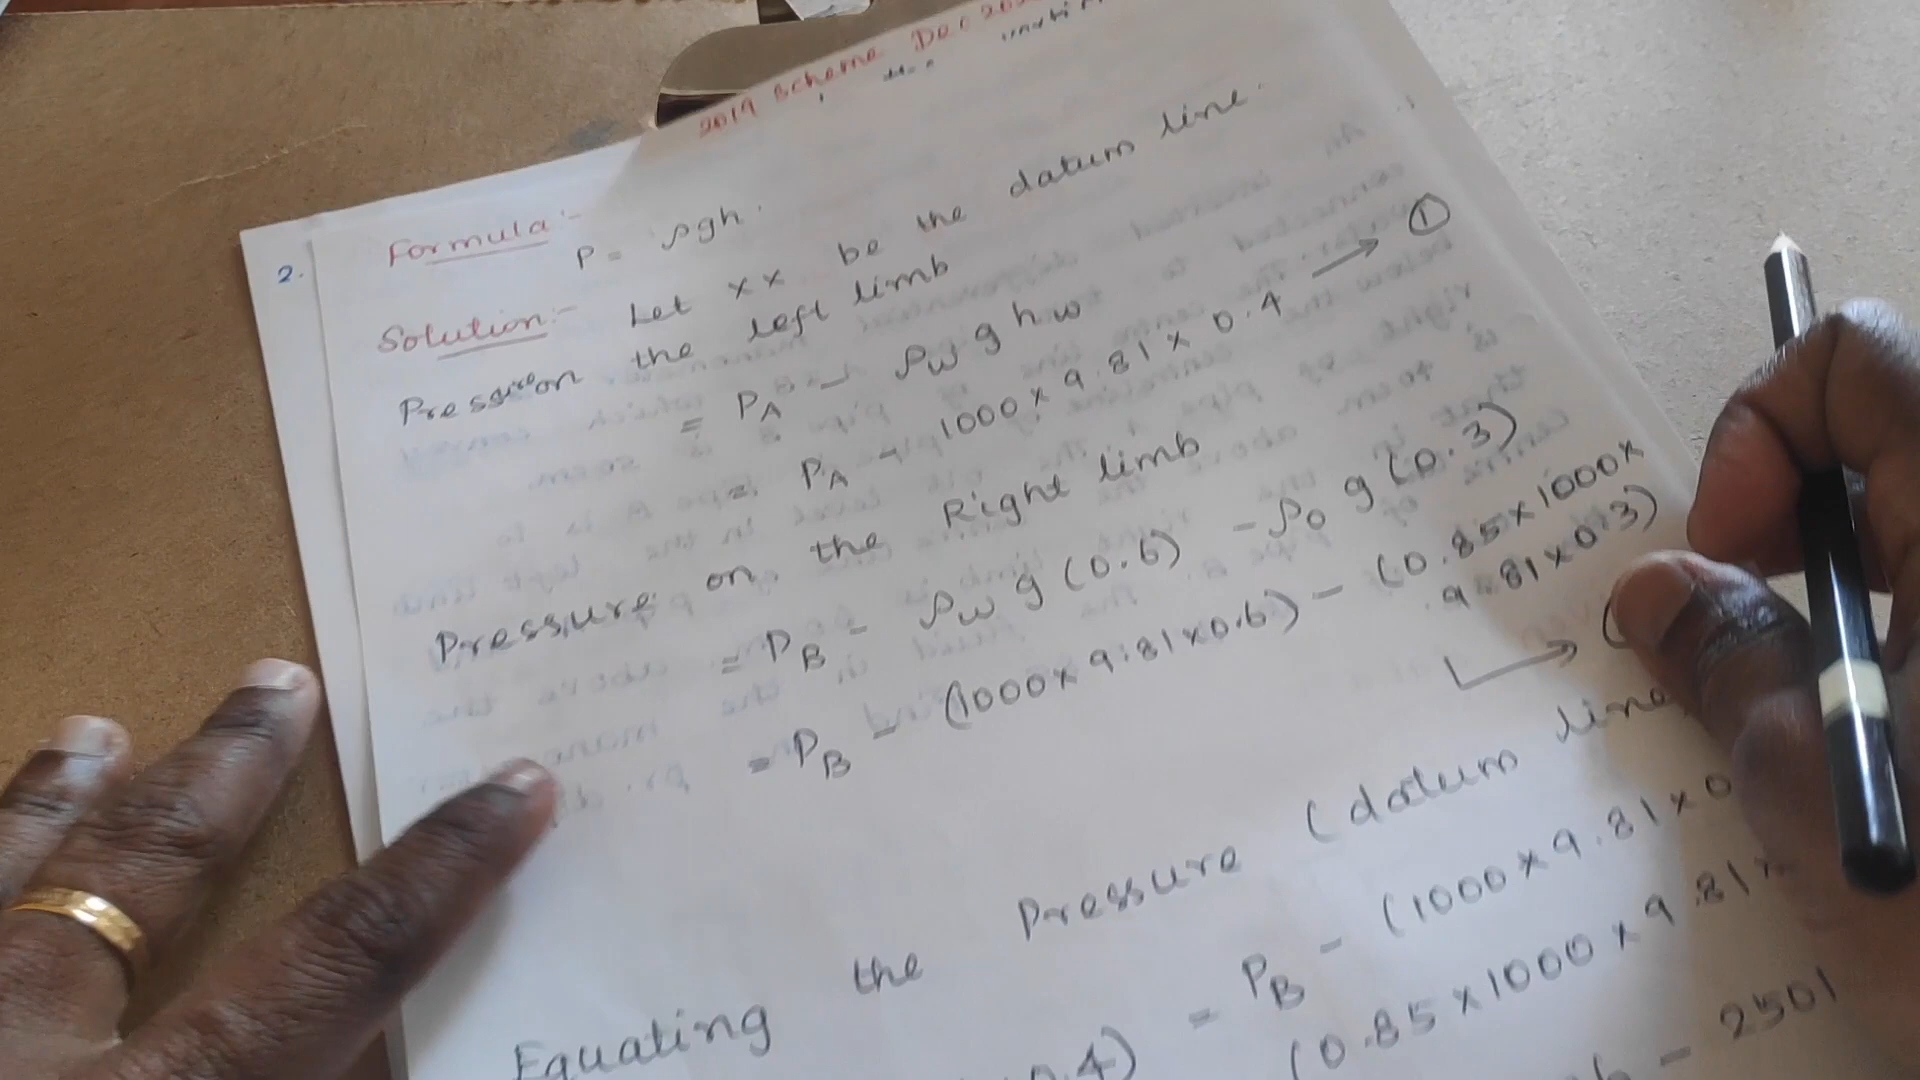 2019 Scheme Dec
2.
Formula :-
P = ρgh.
Solution:- Let XX be the datum line.
Pressure on the left limb
= PA - ρw g hw
= PA - 1000 × 9.81 × 0.4 → ①
Pressure on the Right limb
= PB - ρw g (0.6) - ρo g (0.3)
= PB - (1000 × 9.81 × 0.6) - (0.85 × 1000 ×
9.81 × 0.3)
Equating the Pressure (datum line
0.4) = PB - (1000 × 9.81 × 0
(0.85 × 1000 × 9.81 ×
- 2501